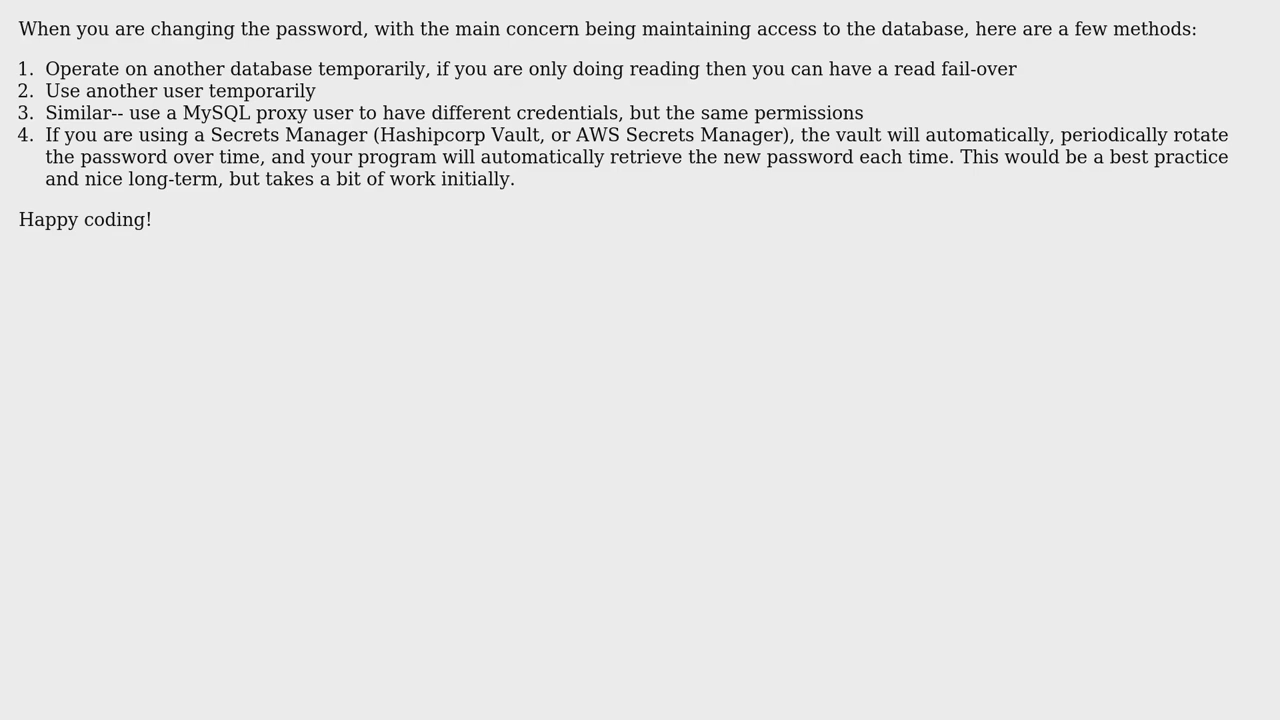 When you are changing the password, with the main concern being maintaining access to the database, here are a few methods:
1. Operate on another database temporarily, if you are only doing reading then you can have a read fail-over
2. Use another user temporarily
3. Similar-- use a MySQL proxy user to have different credentials, but the same permissions
4. If you are using a Secrets Manager (Hashipcorp Vault, or AWS Secrets Manager), the vault will automatically, periodically rotate
the password over time, and your program will automatically retrieve the new password each time. This would be a best practice
and nice long-term, but takes a bit of work initially.
Happy coding!